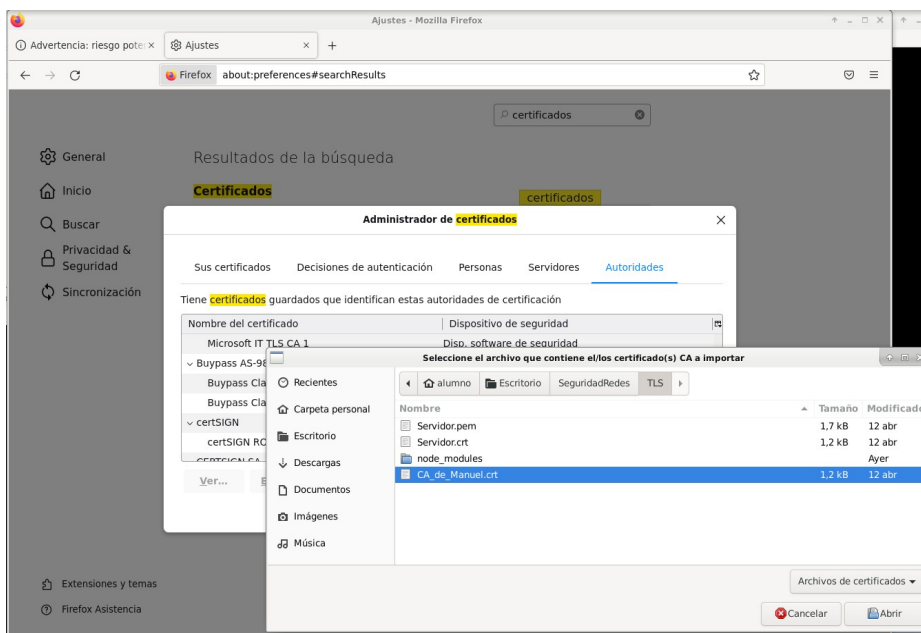 Ajustes - Mozilla Firefox
Advertencia: riesgo pote
Ajustes
Firefox about:preferences#searchResults
certificados
General
Resultados de la búsqueda
Inicio
Certificados
certificados
Buscar
Administrador de certificados
Privacidad &
Seguridad
Sus certificados Decisiones de autenticación Personas Servidores Autoridades
Sincronización
Tiene certificados guardados que identifican estas autoridades de certificación
Nombre del certificado Dispositivo de seguridad
Microsoft IT TLS CA 1 Disp. software de seguridad
Buypass AS-98
Buypass Cla
Buypass Cla
certSIGN
certSIGN RO
CERTSIGN SA
Ver...
Seleccione el archivo que contiene el/los certificado(s) CA a importar
Recientes
alumno Escritorio SeguridadRedes TLS
Carpeta personal
Nombre Tamaño Modificado
Servidor.pem 1,7 kB 12 abr
Escritorio
Servidor.crt 1,2 kB 12 abr
node_modules Ayer
Descargas
CA_de_Manuel.crt 1,2 kB 12 abr
Documentos
Imágenes
Música
Archivos de certificados
Extensiones y temas
Firefox Asistencia
Cancelar Abrir